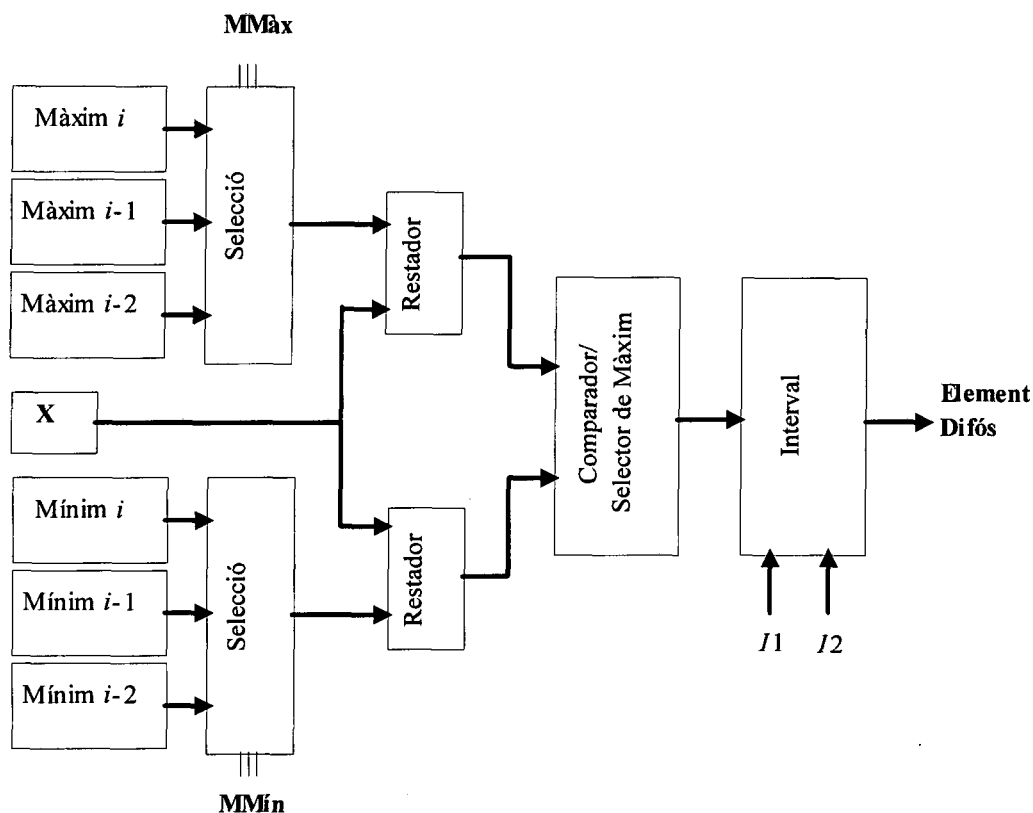 MMàx
Màxim i
Màxim i-1
Màxim i-2
Selecció
Restador
X
Comparador/
Selector de Màxim
Interval
Element
Difós
Mínim i
Mínim i-1
Mínim i-2
Selecció
Restador
I1 I2
MMín